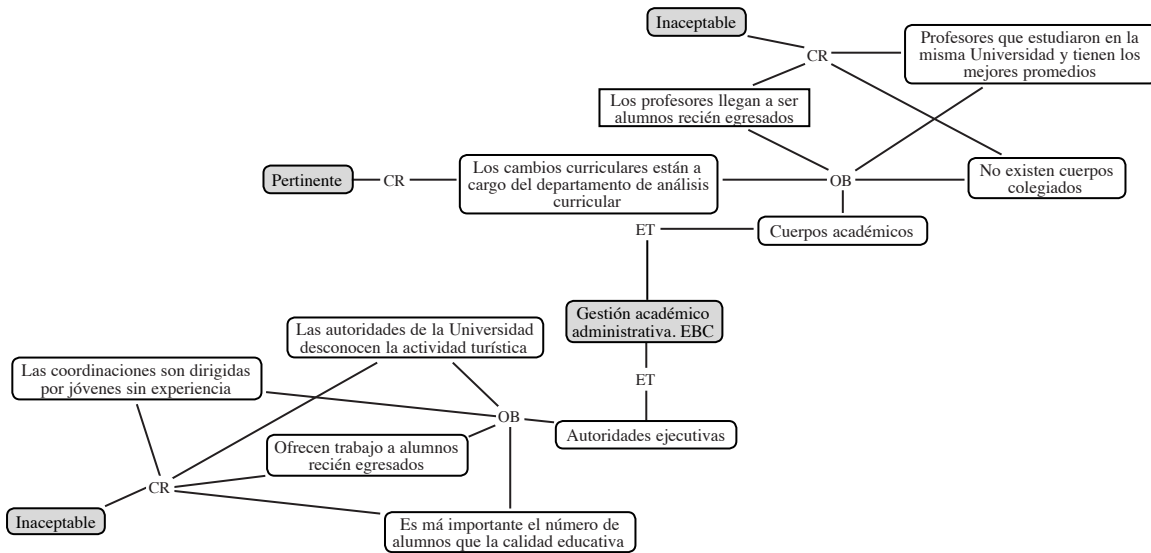 Inaceptable
CR
Profesores que estudiaron en la
misma Universidad y tienen los
mejores promedios
Los profesores llegan a ser
alumnos recién egresados
Pertinente
CR
Los cambios curriculares están a
cargo del departamento de análisis
curricular
OB
No existen cuerpos
colegiados
ET
Cuerpos académicos
Gestión académico
administrativa. EBC
Las autoridades de la Universidad
desconocen la actividad turística
Las coordinaciones son dirigidas
por jóvenes sin experiencia
ET
OB
Autoridades ejecutivas
Ofrecen trabajo a alumnos
recién egresados
CR
Inaceptable
Es má importante el número de
alumnos que la calidad educativa